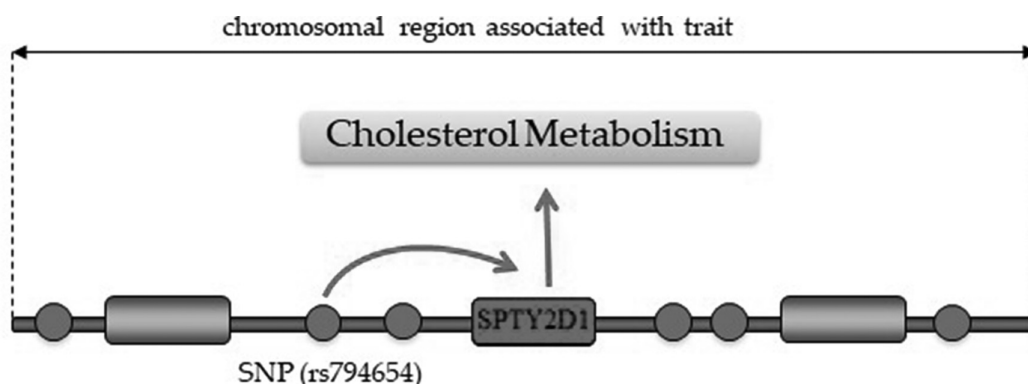 chromosomal region associated with trait
Cholesterol Metabolism
SPTY2D1
SNP (rs794654)